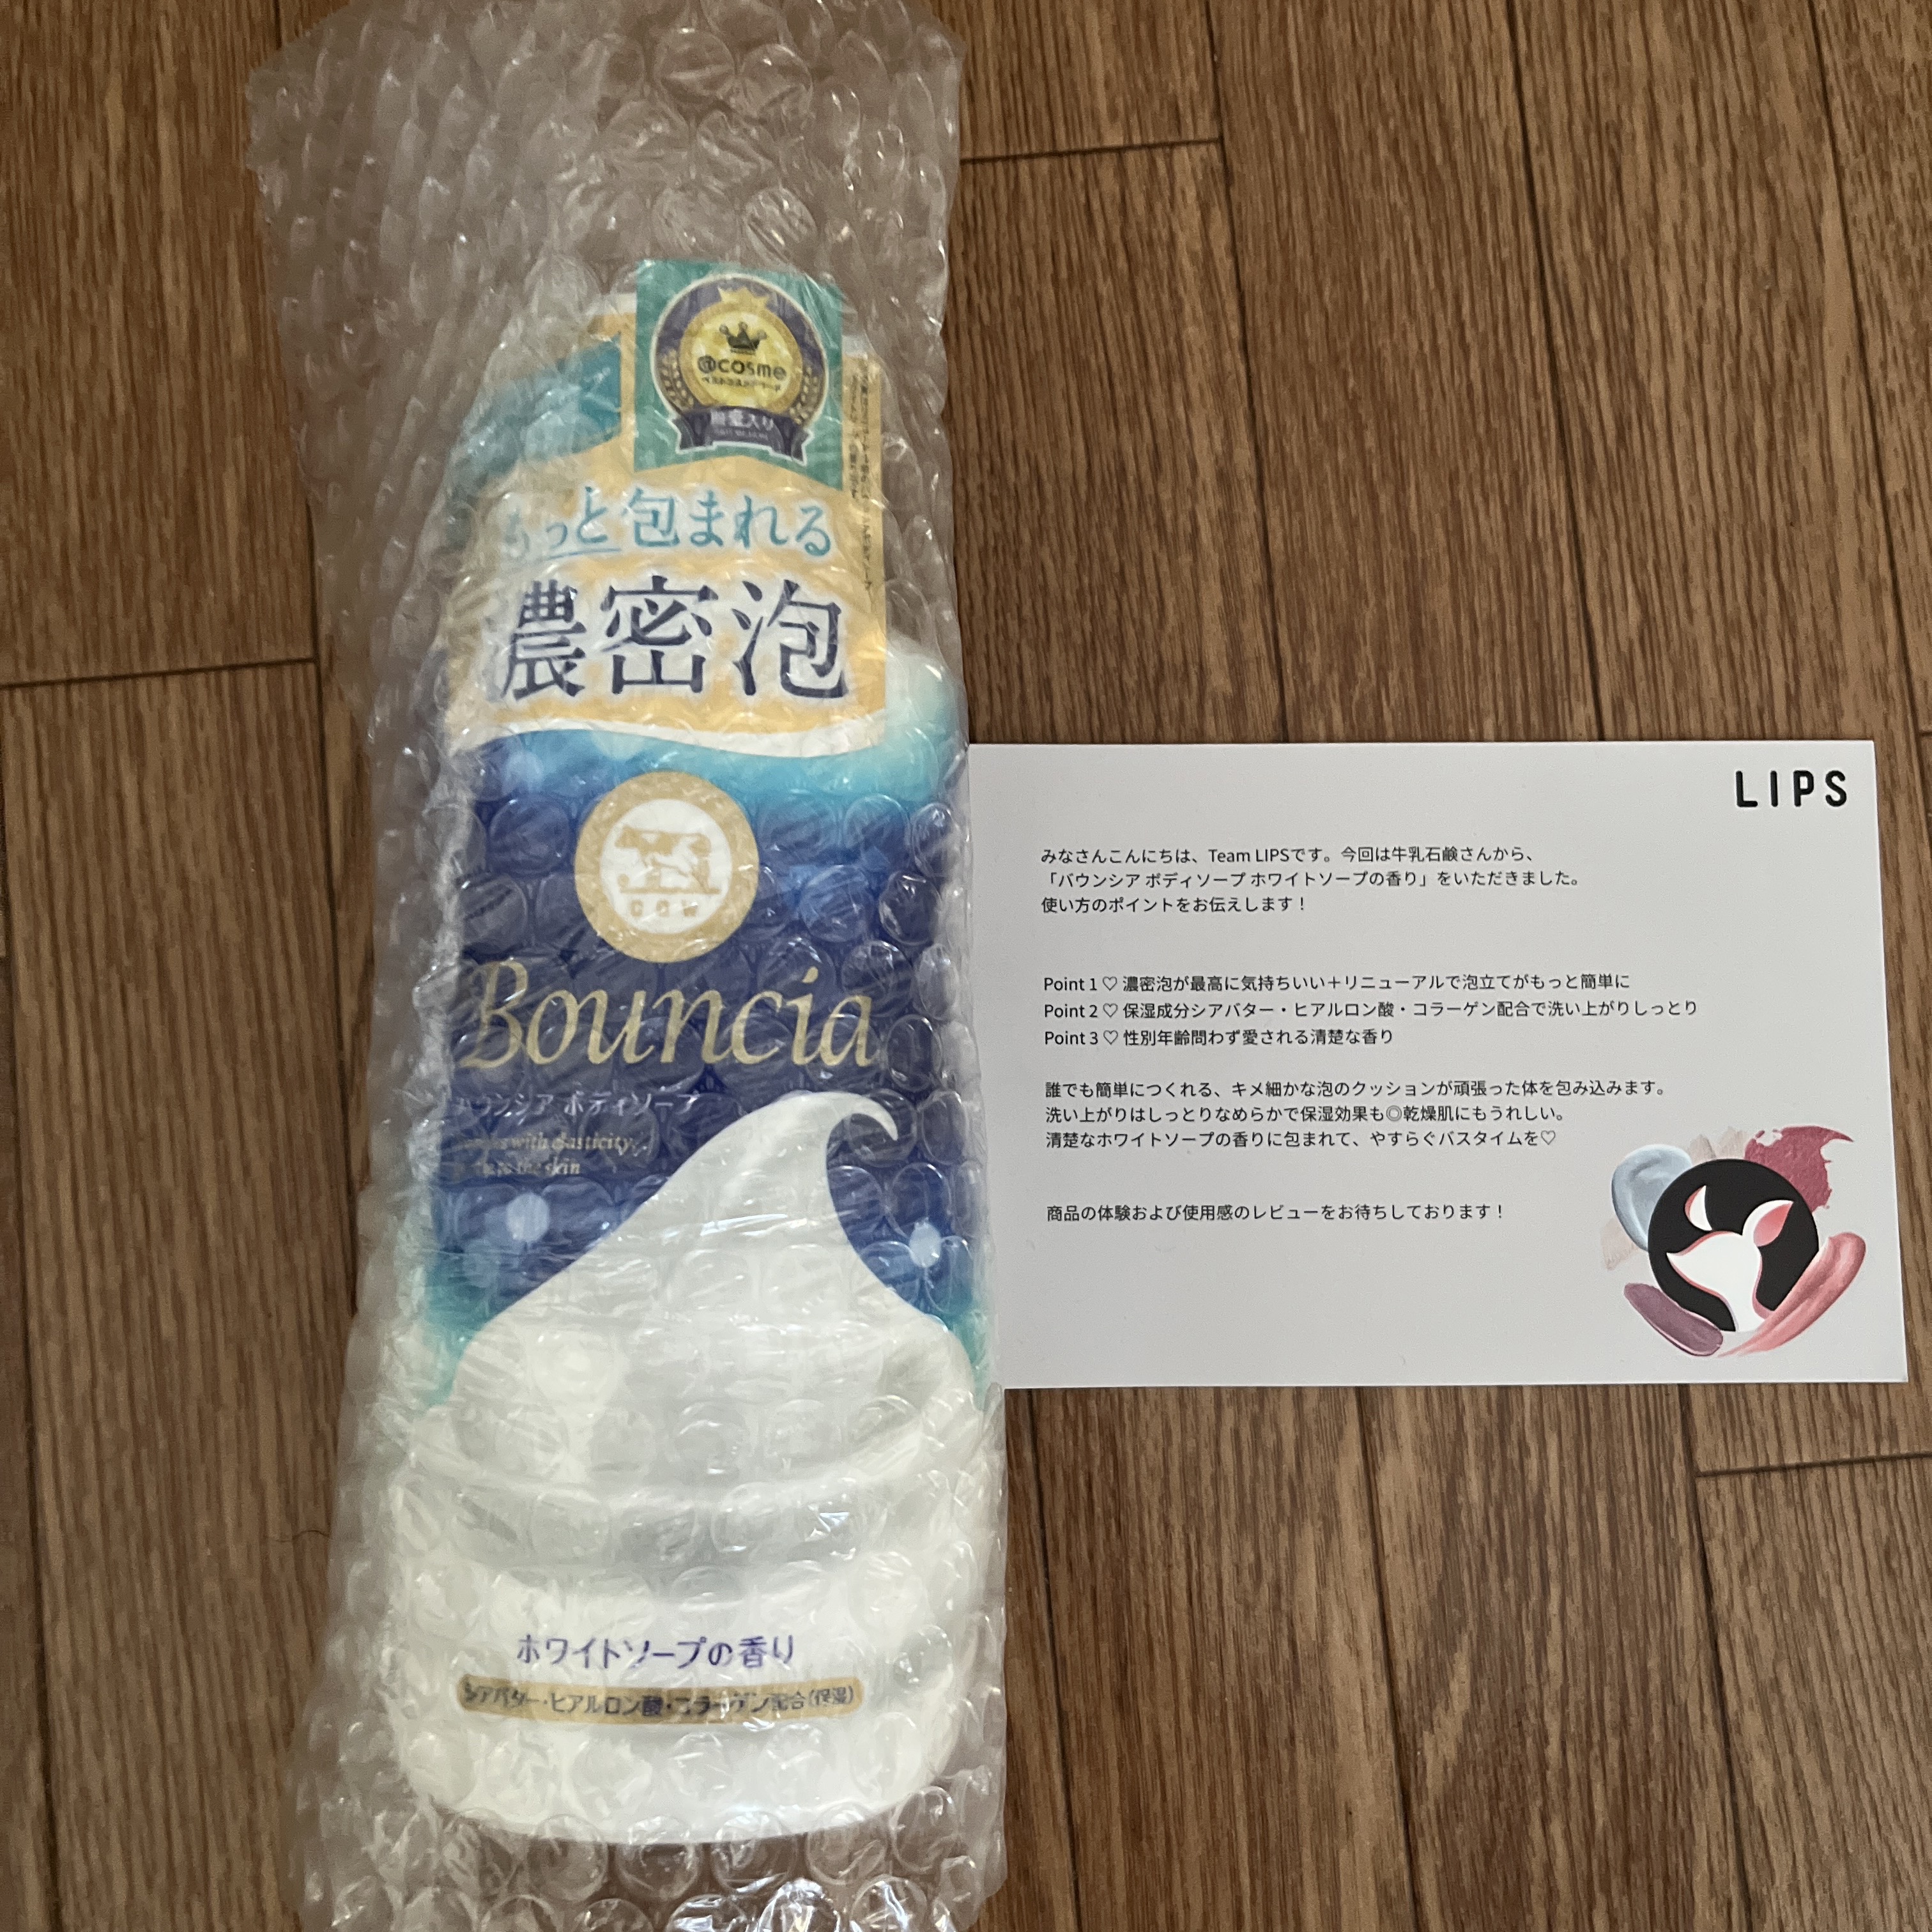 @cosme
ベストコスメアワード
殿堂入り
もっと包まれる
濃密泡
COW
Bouncia
バウンシア ボディソープ
with elasticity,
to the skin
ホワイトソープの香り
シアバター・ヒアルロン酸・コラーゲン配合(保湿)
LIPS
みなさんこんにちは、Team LIPSです。今回は牛乳石鹸さんから、
「バウンシア ボディソープ ホワイトソープの香り」をいただきました。
使い方のポイントをお伝えします！
Point 1 ♡ 濃密泡が最高に気持ちいい＋リニューアルで泡立てがもっと簡単に
Point 2 ♡ 保湿成分シアバター・ヒアルロン酸・コラーゲン配合で洗い上がりしっとり
Point 3 ♡ 性別年齢問わず愛される清楚な香り
誰でも簡単につくれる、キメ細かな泡のクッションが頑張った体を包み込みます。
洗い上がりはしっとりなめらかで保湿効果も◎乾燥肌にもうれしい。
清楚なホワイトソープの香りに包まれて、やすらぐバスタイムを♡
商品の体験および使用感のレビューをお待ちしております！